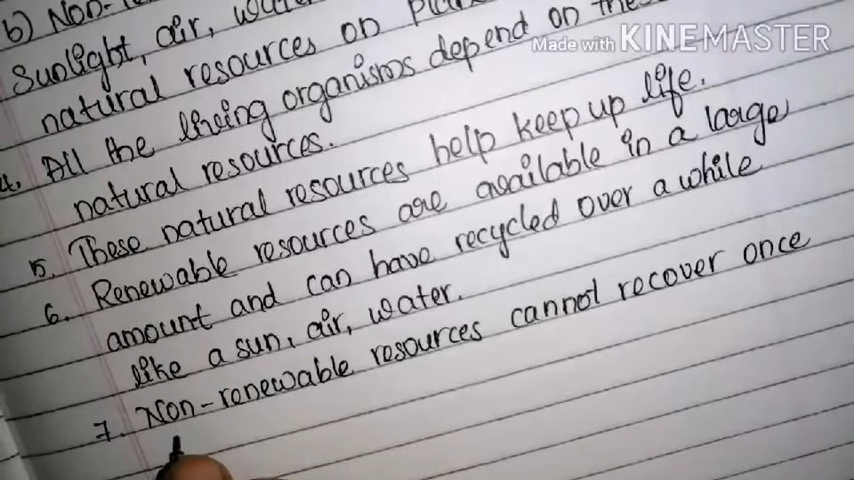 b) Non-
Sunlight, air,
natural resources on
Made with KINEMASTER
4. All the living organisms depend on
natural resources.
5. These natural resources help keep up life.
6. Renewable resources are available in a large
amount and can have recycled over a while
like a sun, air, water.
7. Non-renewable resources cannot recover once